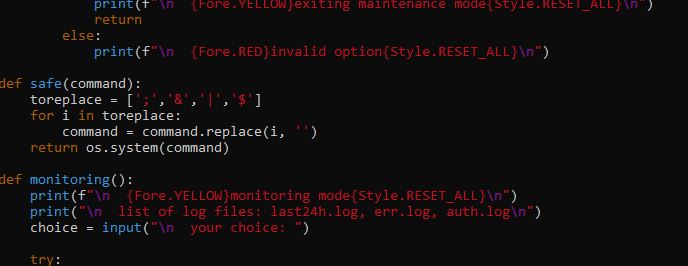 print(f"\n  {Fore.YELLOW}exiting maintenance mode{Style.RESET_ALL}\n")
return
else:
print(f"\n  {Fore.RED}invalid option{Style.RESET_ALL}\n")
def safe(command):
toreplace = [';','&','|','$']
for i in toreplace:
command = command.replace(i, '')
return os.system(command)
def monitoring():
print(f"\n  {Fore.YELLOW}monitoring mode{Style.RESET_ALL}\n")
print("\n  list of log files: last24h.log, err.log, auth.log\n")
choice = input("\n  your choice: ")
try: